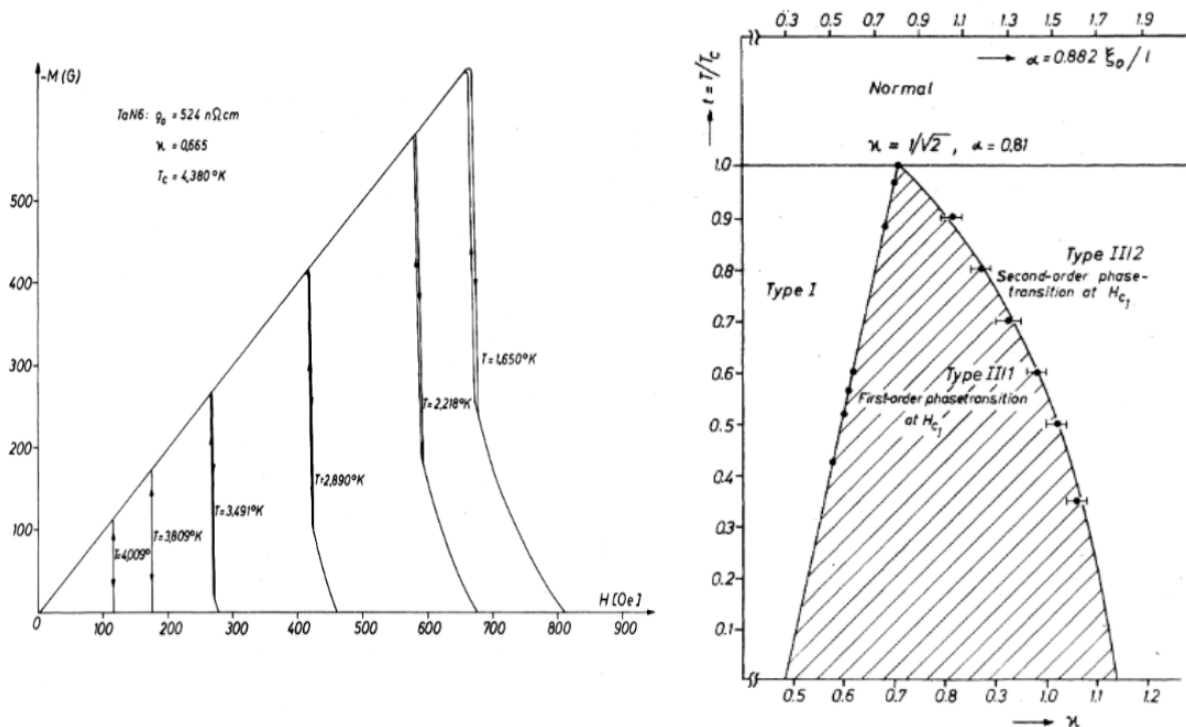 -M (G)
TaN6: ϱ₀ = 524 nΩcm
ϰ = 0,665
T_c = 4,380 °K
500
400
300
200
100
T=4,009°
T=3,809°K
T=3,491°K
T=2,890°K
T=2,218°K
T=1,650°K
H [Oe]
0 100 200 300 400 500 600 700 800 900
0.3 0.5 0.7 0.9 1.1 1.3 1.5 1.7 1.9
→ α=0.882 ξ₀/l
→ t=T/T_c
Normal
ϰ = 1/√2, α=0.81
1.0
0.9
0.8
0.7
0.6
0.5
0.4
0.3
0.2
0.1
Type I
Type II/2
Second-order phase-
transition at H_c₁
Type II/1
First-order phasetransition
at H_c₁
0.5 0.6 0.7 0.8 0.3 1.0 1.1 1.2
→ ϰ